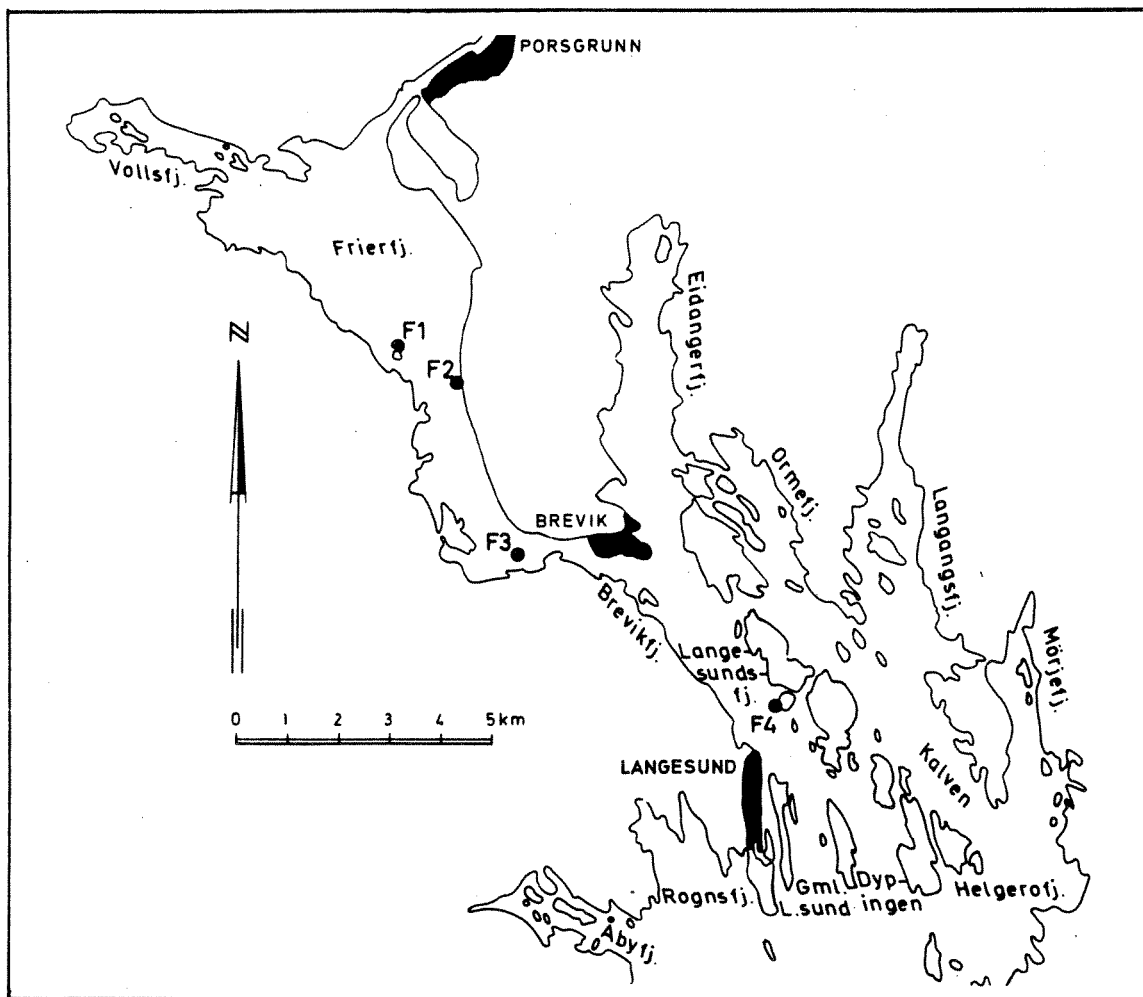 PORSGRUNN
Vollsfj.
Frierfj.
N
F1
F2
Eidangerfj.
Ormefj.
Langangsfj.
BREVIK
F3
Brevikfj.
Mörjefj.
Lange-
sunds-
fj.
F4
0 1 2 3 4 5km
LANGESUND
Kalven
Rognsfj.
Gml.
L.sund
Dyp-
ingen
Helgerofj.
Åbyfj.